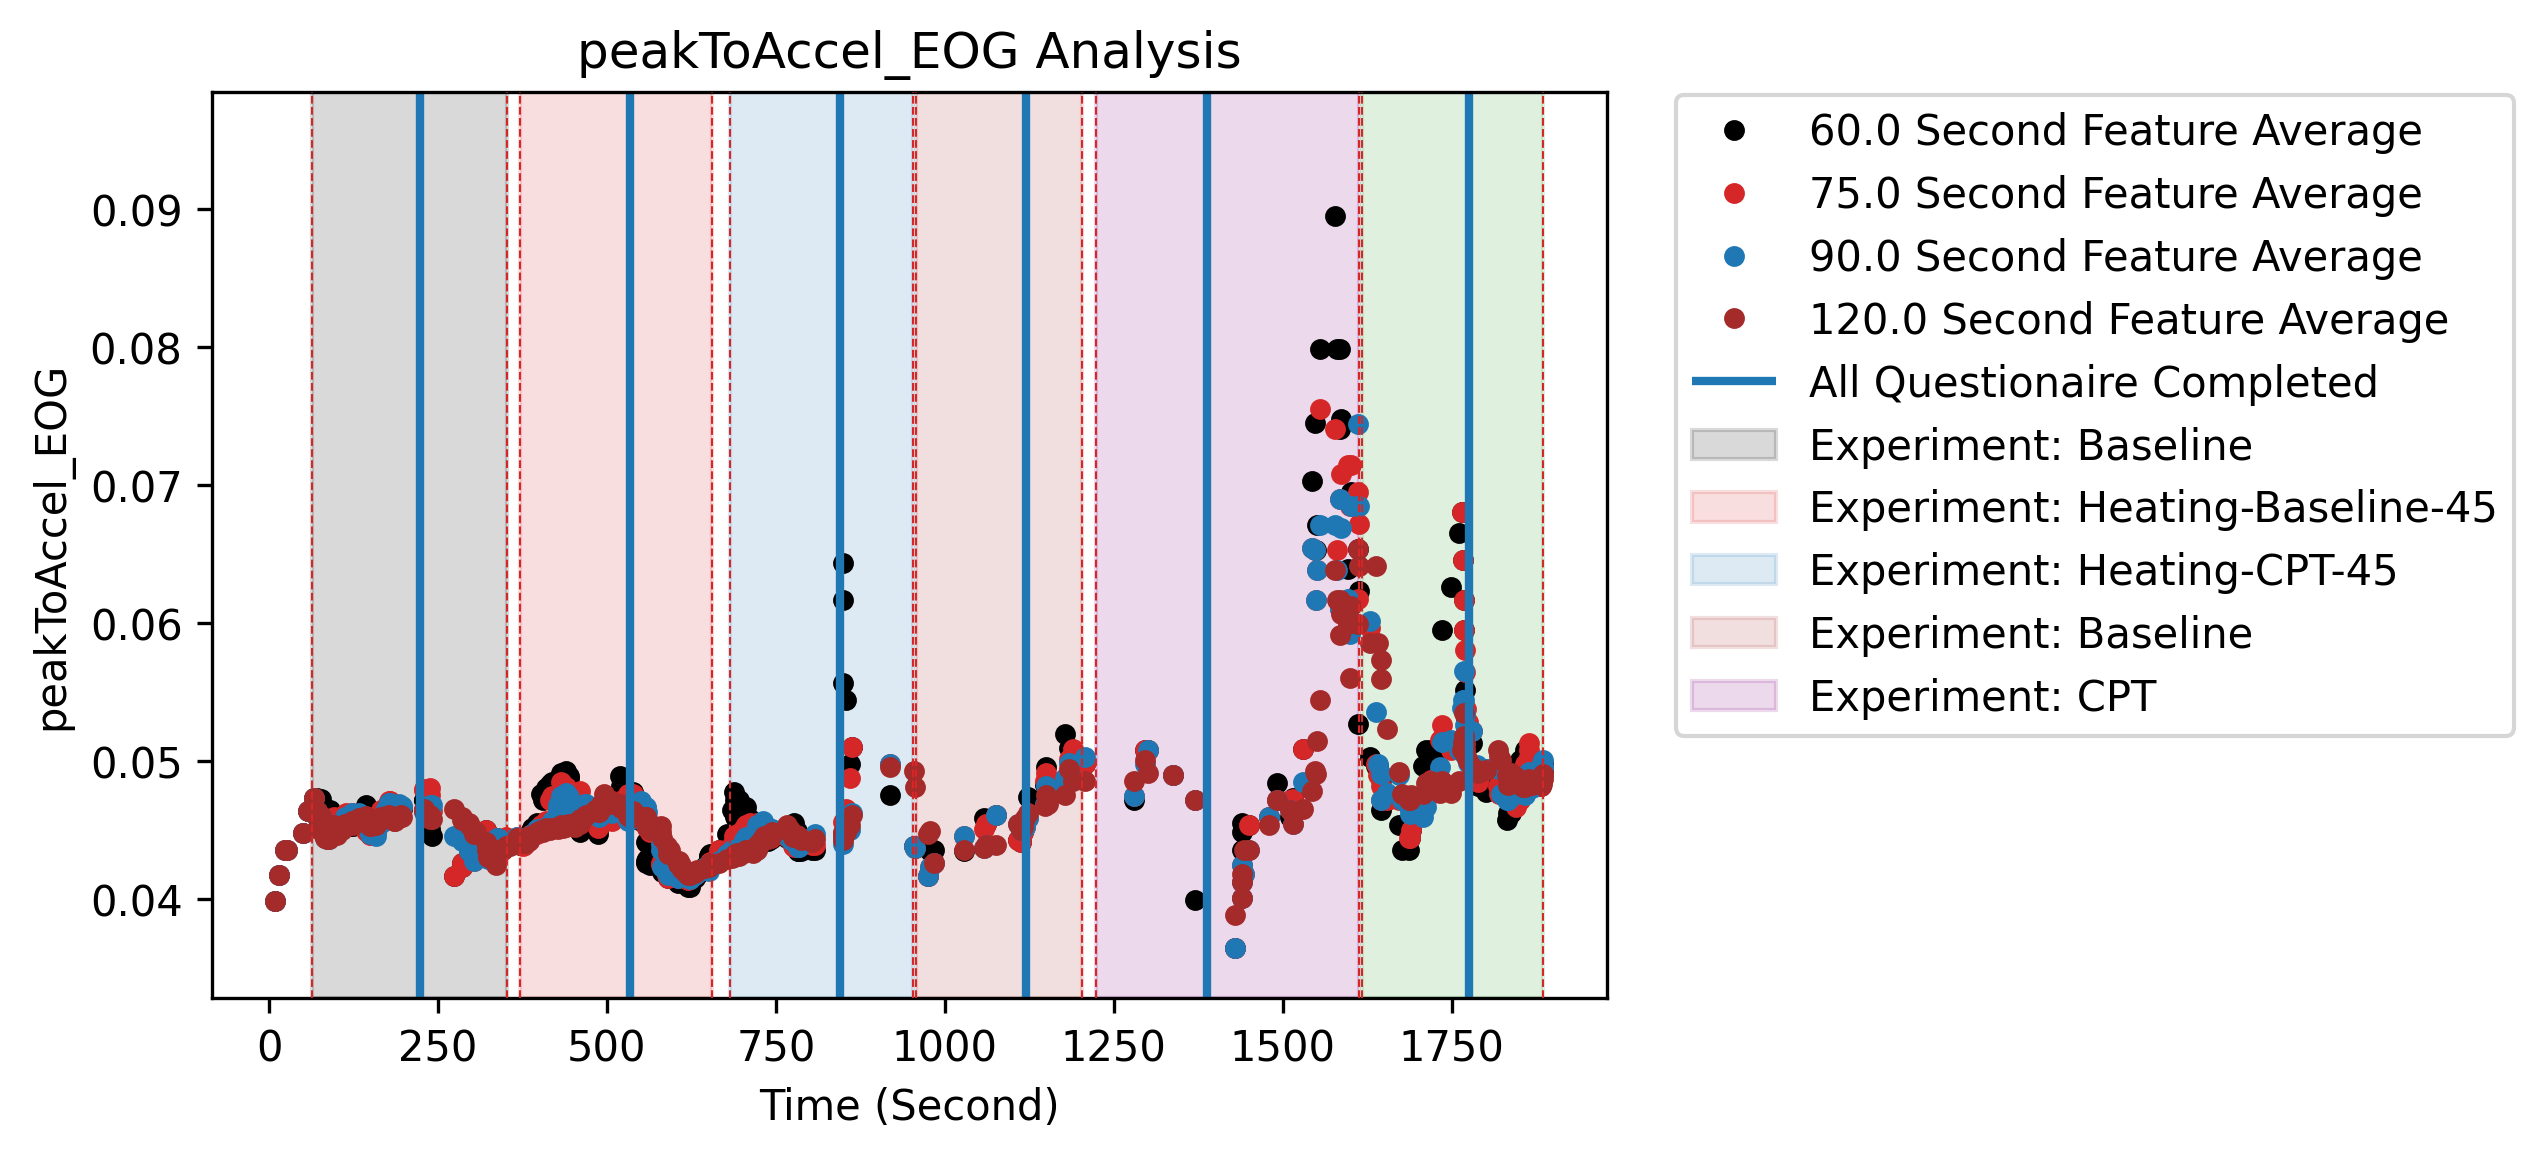 peakToAccel_EOG Analysis
peakToAccel_EOG
0.09
0.08
0.07
0.06
0.05
0.04
0
250
500
750
1000
1250
1500
1750
Time (Second)
60.0 Second Feature Average
75.0 Second Feature Average
90.0 Second Feature Average
120.0 Second Feature Average
All Questionaire Completed
Experiment: Baseline
Experiment: Heating-Baseline-45
Experiment: Heating-CPT-45
Experiment: Baseline
Experiment: CPT